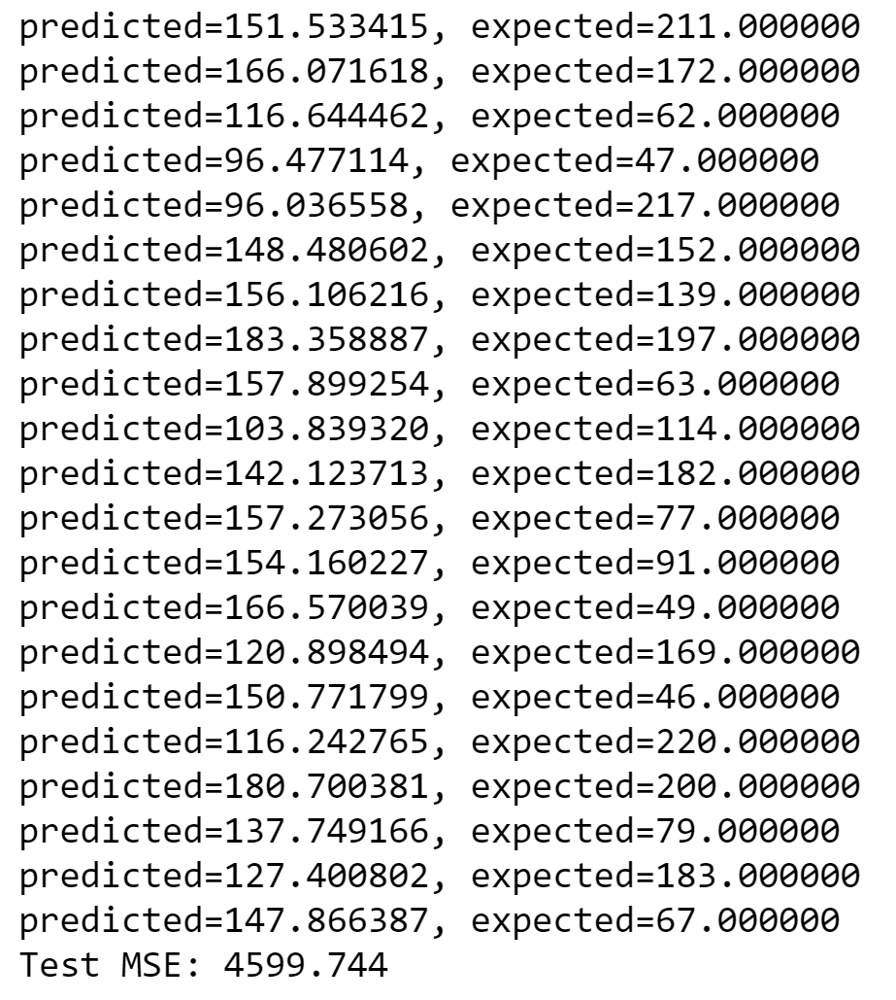 predicted=151.533415, expected=211.000000
predicted=166.071618, expected=172.000000
predicted=116.644462, expected=62.000000
predicted=96.477114, expected=47.000000
predicted=96.036558, expected=217.000000
predicted=148.480602, expected=152.000000
predicted=156.106216, expected=139.000000
predicted=183.358887, expected=197.000000
predicted=157.899254, expected=63.000000
predicted=103.839320, expected=114.000000
predicted=142.123713, expected=182.000000
predicted=157.273056, expected=77.000000
predicted=154.160227, expected=91.000000
predicted=166.570039, expected=49.000000
predicted=120.898494, expected=169.000000
predicted=150.771799, expected=46.000000
predicted=116.242765, expected=220.000000
predicted=180.700381, expected=200.000000
predicted=137.749166, expected=79.000000
predicted=127.400802, expected=183.000000
predicted=147.866387, expected=67.000000
Test MSE: 4599.744